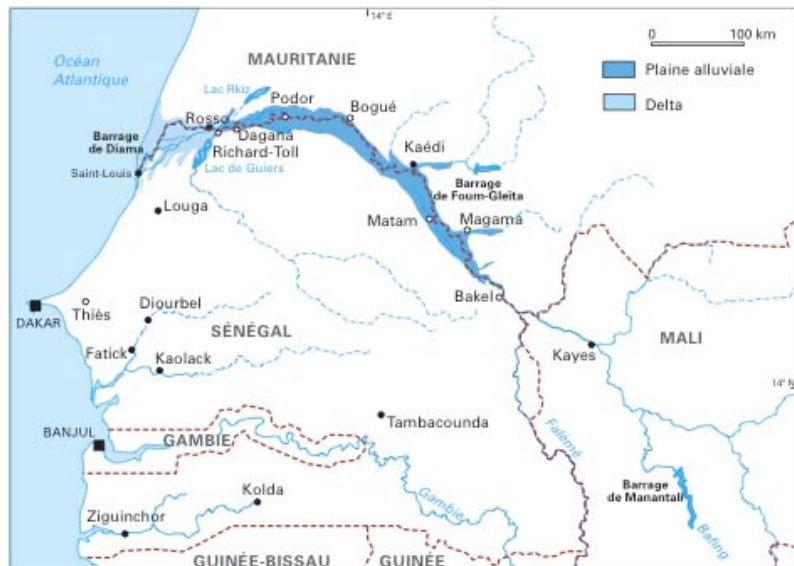 14° E
0 100 km
Océan
Atlantique
MAURITANIE
Plaine alluviale
Delta
Lac Rkiz
Podor
Bogué
Rosso
Dagana
Barrage
de Diama
Richard-Toll
Lac de Guiers
Saint-Louis
Kaédi
Barrage
de Foum-Gleïta
Louga
Matam
Magama
Bakel
Thiès
Diourbel
DAKAR
SÉNÉGAL
MALI
Fatick
Kaolack
Kayes
14° N
Tambacounda
BANJUL
GAMBIE
Falémé
Gambie
Barrage
de Manantali
Bafing
Kolda
Ziguinchor
GUINÉE-BISSAU
GUINÉE